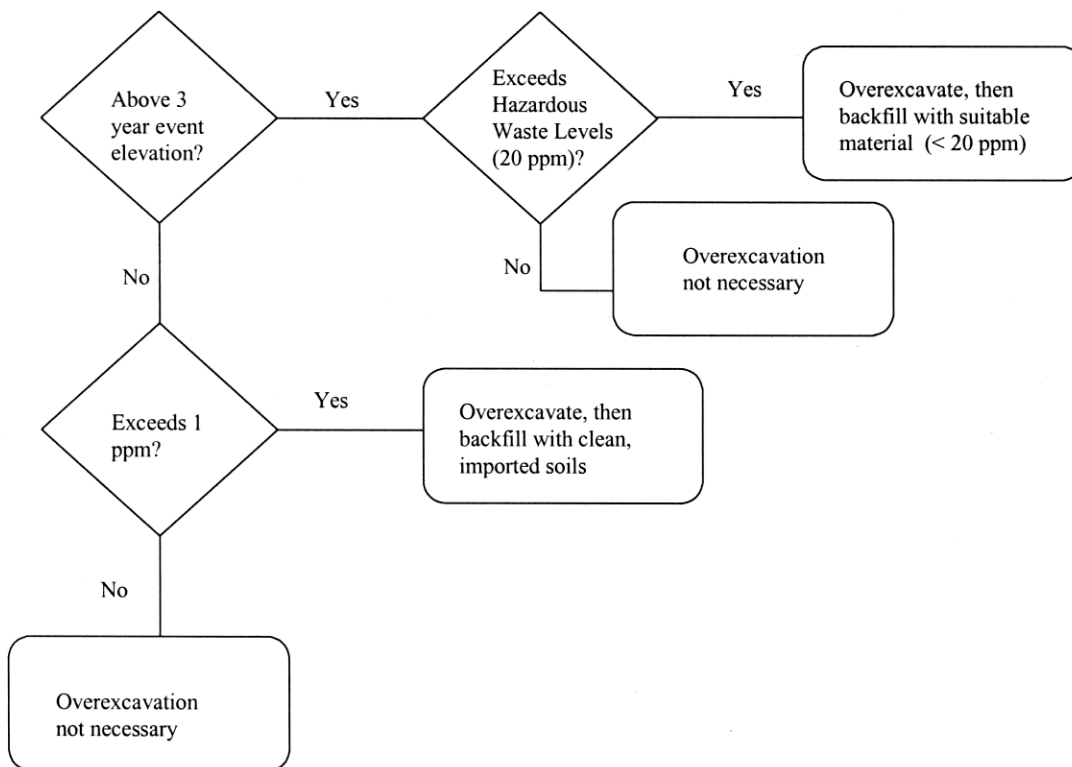 Above 3
year event
elevation?
Yes
Exceeds
Hazardous
Waste Levels
(20 ppm)?
Yes
Overexcavate, then
backfill with suitable
material (< 20 ppm)
No
No
Overexcavation
not necessary
Exceeds 1
ppm?
Yes
Overexcavate, then
backfill with clean,
imported soils
No
Overexcavation
not necessary